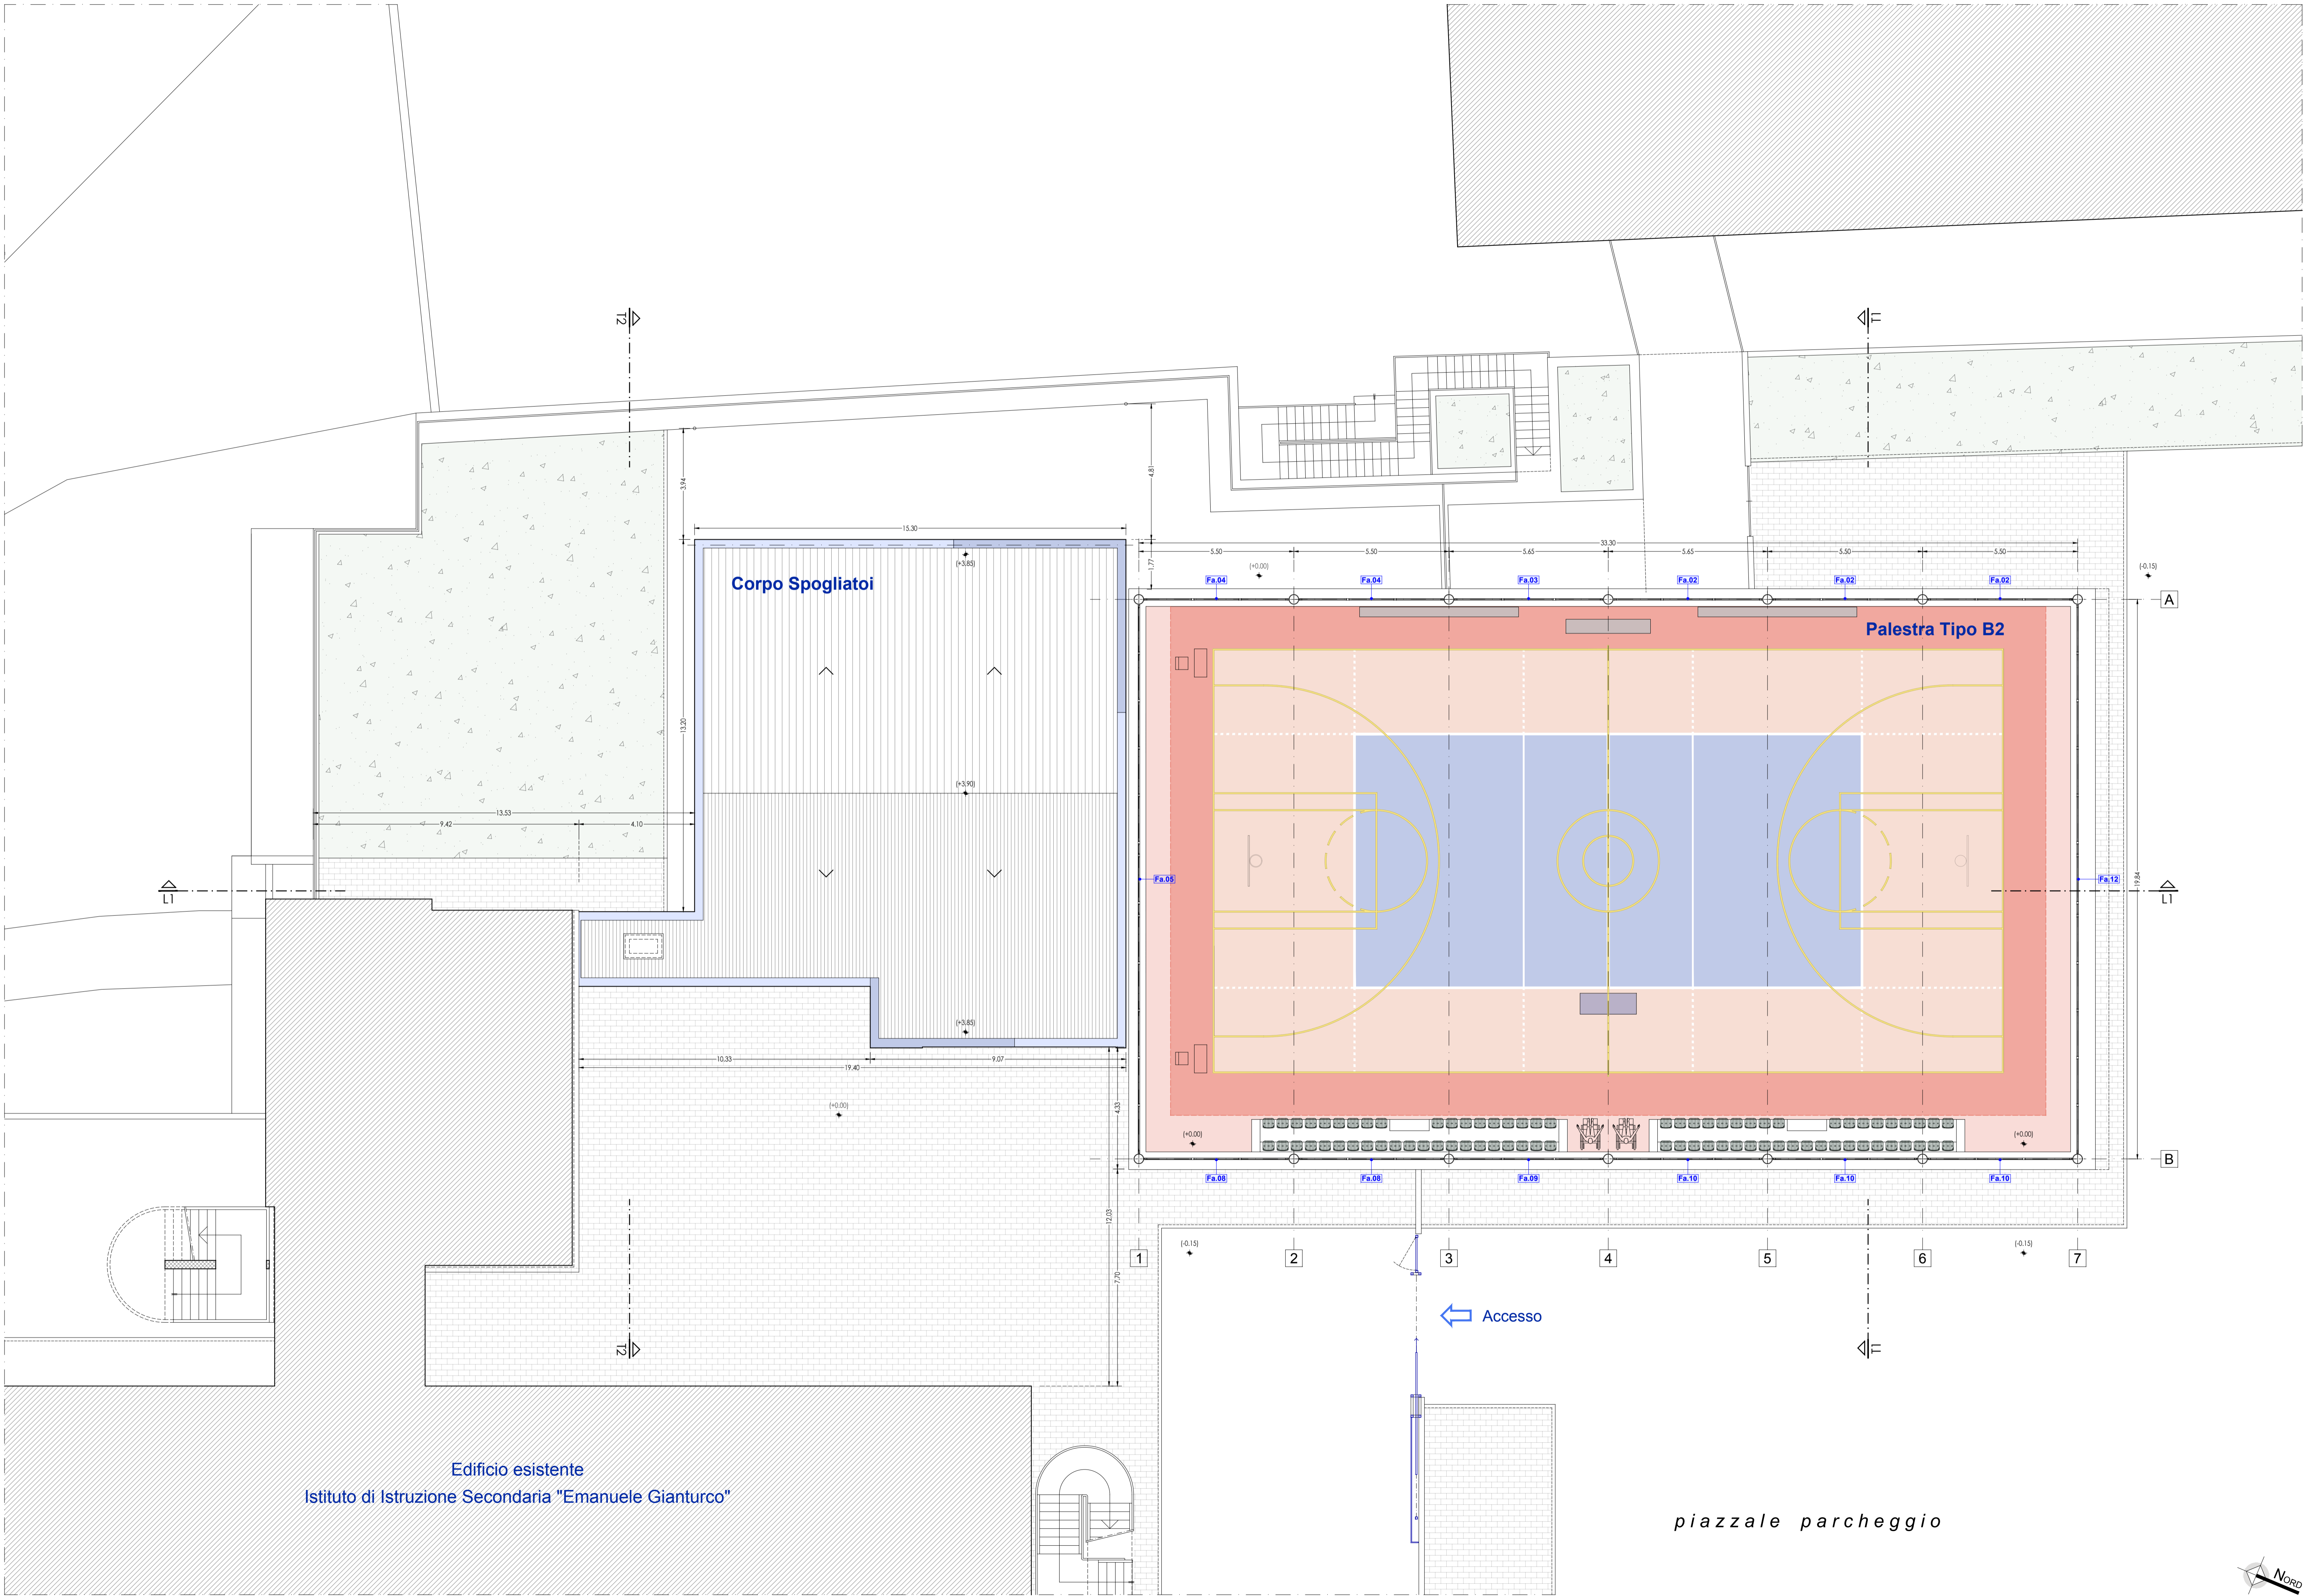 T2
T1
3.94
4.81
15.30
33.30
1.77
5.50
5.50
5.65
5.65
5.50
5.50
(+3.85)
(+0.00)
(-0.15)
Corpo Spogliatoi
Fa.04
Fa.04
Fa.03
Fa.02
Fa.02
Fa.02
A
Palestra Tipo B2
13.20
(+3.90)
13.53
9.42
4.10
L1
Fa.05
Fa.12
19.84
L1
(+3.85)
10.33
9.07
19.40
(+0.00)
4.33
(+0.00)
(+0.00)
B
Fa.08
Fa.08
Fa.09
Fa.10
Fa.10
Fa.10
12.03
7.70
(-0.15)
(-0.15)
1
2
3
4
5
6
7
Accesso
T2
T1
Edificio esistente
Istituto di Istruzione Secondaria "Emanuele Gianturco"
piazzale parcheggio
NORD